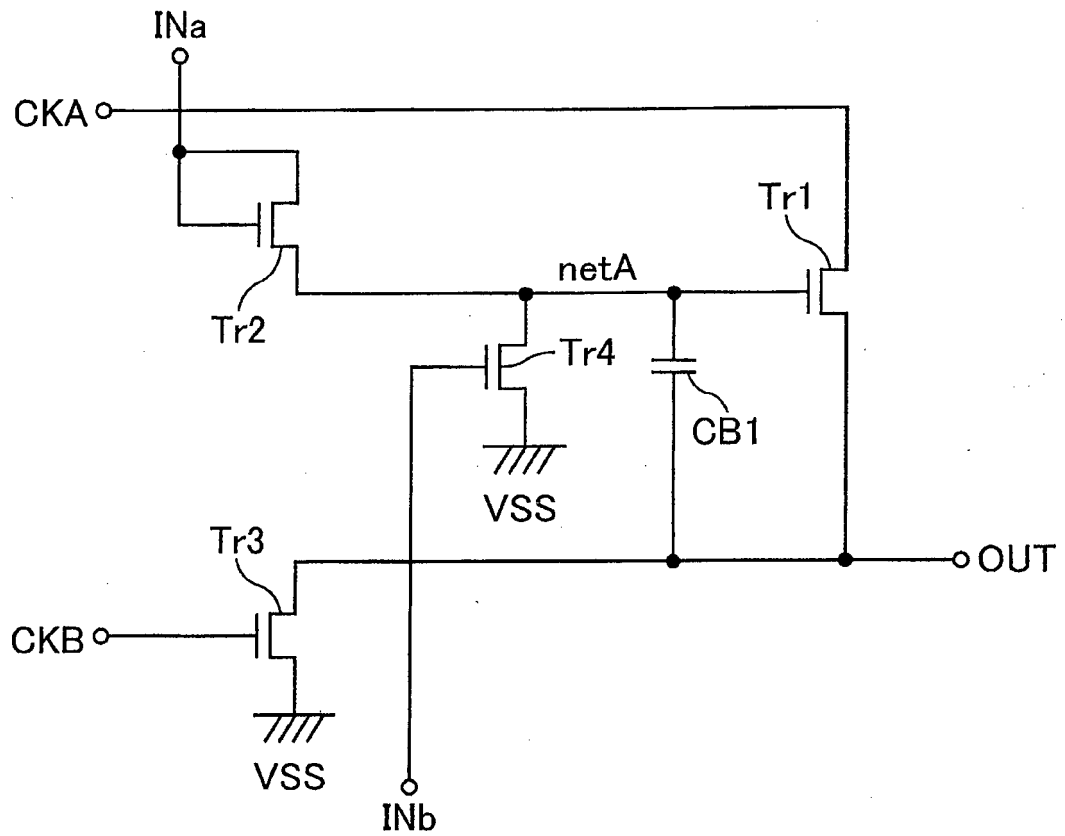 INa
CKA
Tr1
netA
Tr2
Tr4
CB1
VSS
Tr3
OUT
CKB
VSS
INb